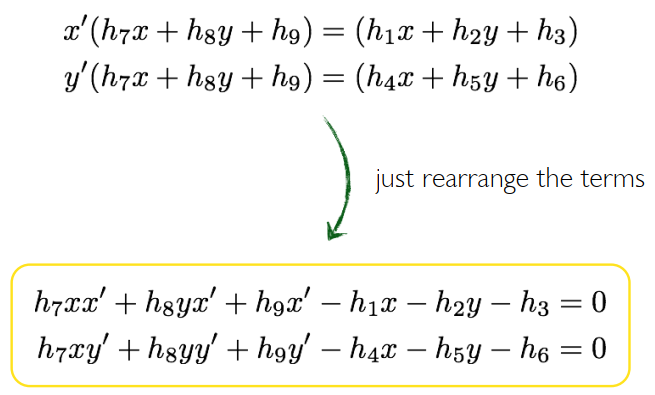 x′(h₇x + h₈y + h₉) = (h₁x + h₂y + h₃)
y′(h₇x + h₈y + h₉) = (h₄x + h₅y + h₆)
just rearrange the terms
h₇xx′ + h₈yx′ + h₉x′ − h₁x − h₂y − h₃ = 0
h₇xy′ + h₈yy′ + h₉y′ − h₄x − h₅y − h₆ = 0